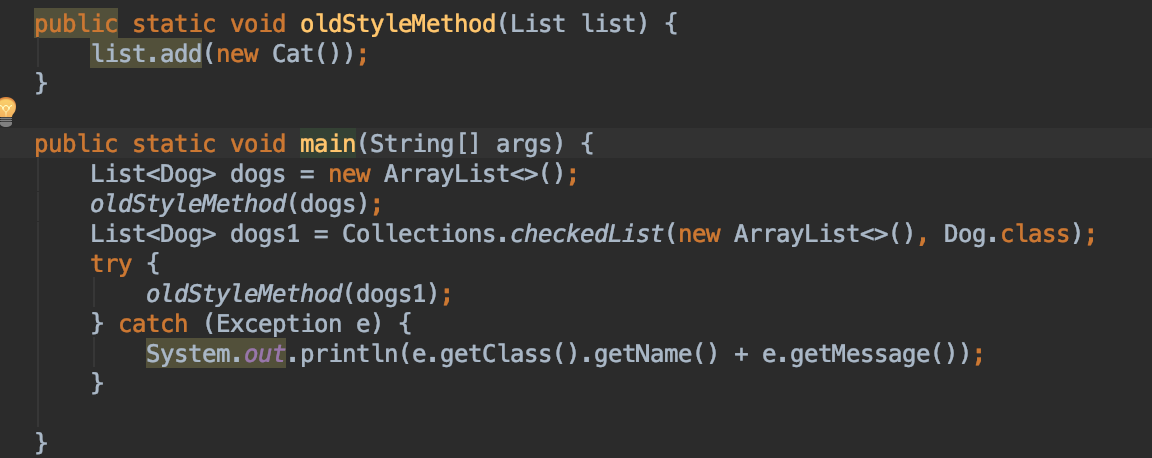 public static void oldStyleMethod(List list) {
    list.add(new Cat());
}
public static void main(String[] args) {
    List<Dog> dogs = new ArrayList<>();
    oldStyleMethod(dogs);
    List<Dog> dogs1 = Collections.checkedList(new ArrayList<>(), Dog.class);
    try {
        oldStyleMethod(dogs1);
    } catch (Exception e) {
        System.out.println(e.getClass().getName() + e.getMessage());
    }
}